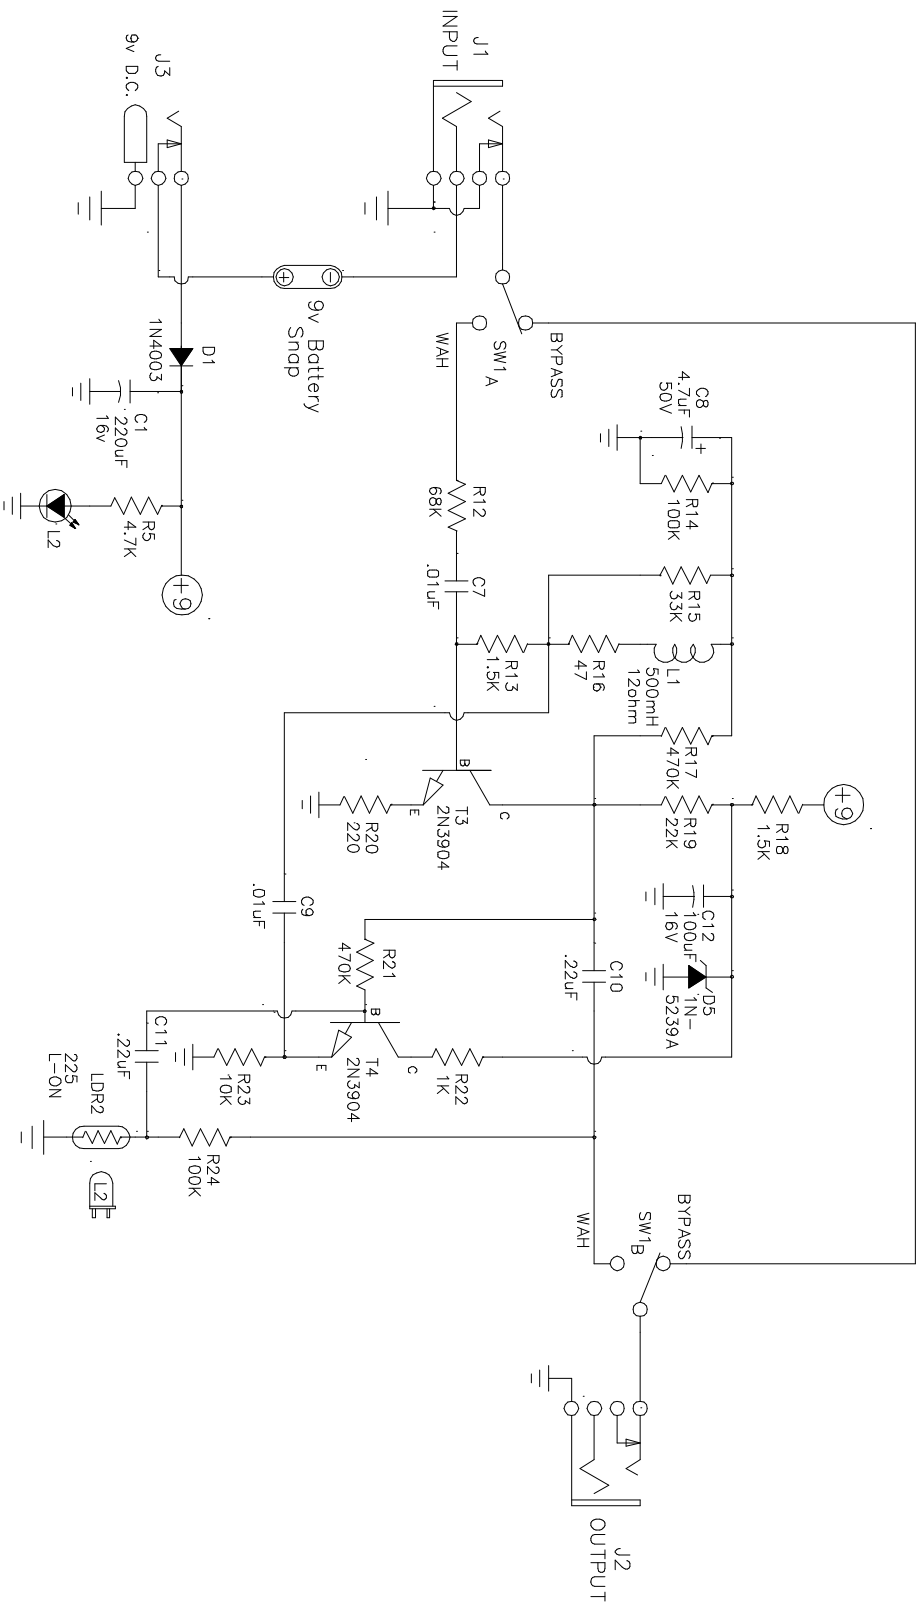 J1
INPUT
J3
9v D.C.
+
−
9v Battery
Snap
D1
1N4003
C1
220uF
16v
R5
4.7K
L2
+9
BYPASS
SW1 A
WAH
R12
68K
C7
.01uF
C8
4.7uF
50V
+
R14
100K
R15
33K
L1
500mH
12ohm
R16
47
R13
1.5K
R17
470K
R19
22K
R18
1.5K
+9
B
C
E
T3
2N3904
R20
220
C12
100uF
16V
D5
1N-
5239A
C9
.01uF
R21
470K
C10
.22uF
B
C
E
T4
2N3904
R22
1K
R23
10K
C11
.22uF
R24
100K
LDR2
225
L-ON
L2
BYPASS
SW1 B
WAH
J2
OUTPUT